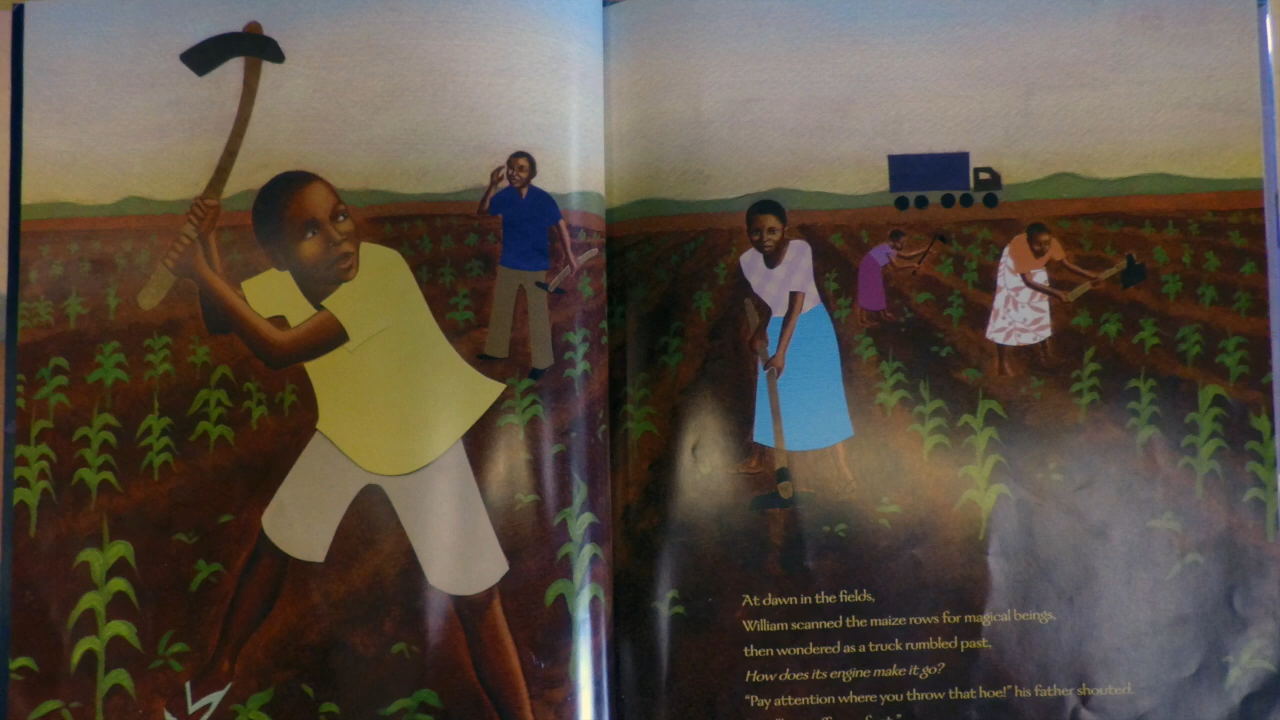 At dawn in the fields,
William scanned the maize rows for magical beings,
then wondered as a truck rumbled past,
How does its engine make it go?
"Pay attention where you throw that hoe!" his father shouted.